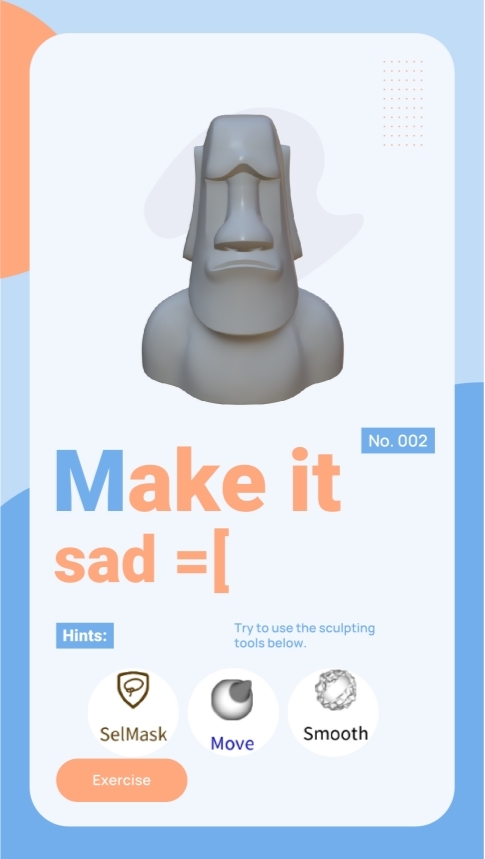 No. 002
Make it
sad =[
Hints:
Try to use the sculpting
tools below.
SelMask
Move
Smooth
Exercise